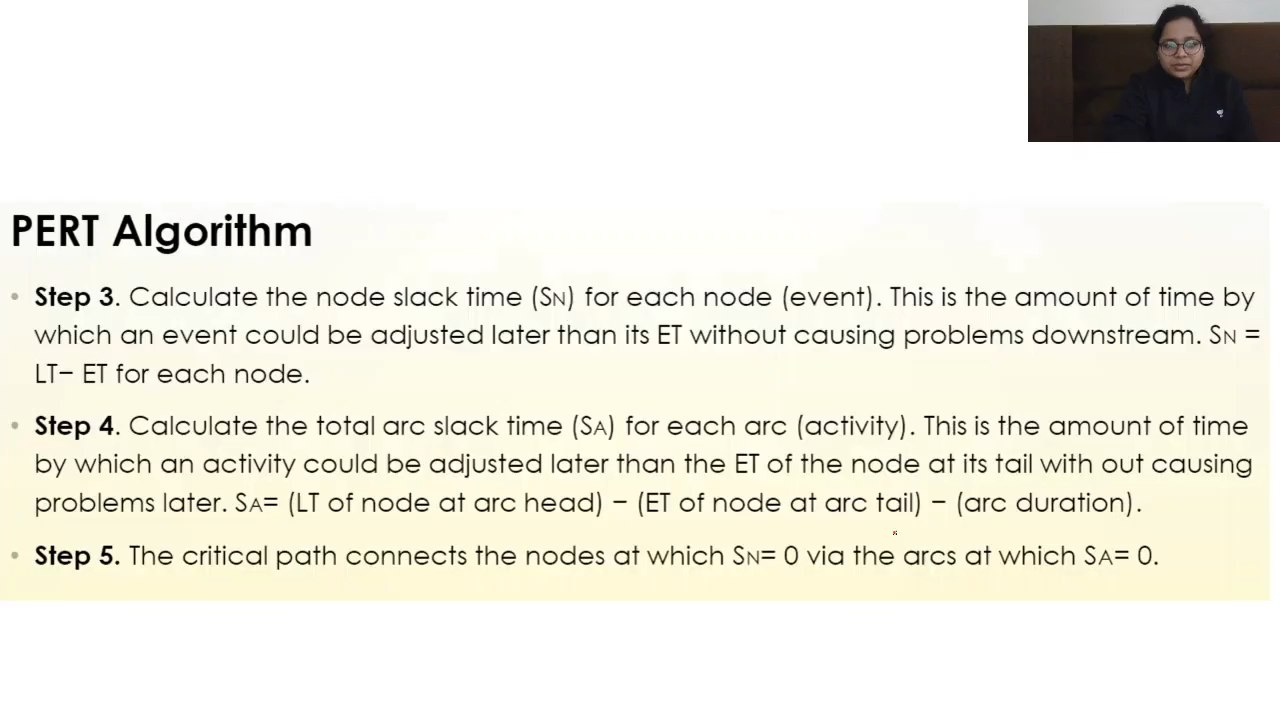 PERT Algorithm
• Step 3. Calculate the node slack time (SN) for each node (event). This is the amount of time by
which an event could be adjusted later than its ET without causing problems downstream. SN =
LT− ET for each node.
• Step 4. Calculate the total arc slack time (SA) for each arc (activity). This is the amount of time
by which an activity could be adjusted later than the ET of the node at its tail with out causing
problems later. SA= (LT of node at arc head) − (ET of node at arc tail) − (arc duration).
• Step 5. The critical path connects the nodes at which SN= 0 via the arcs at which SA= 0.